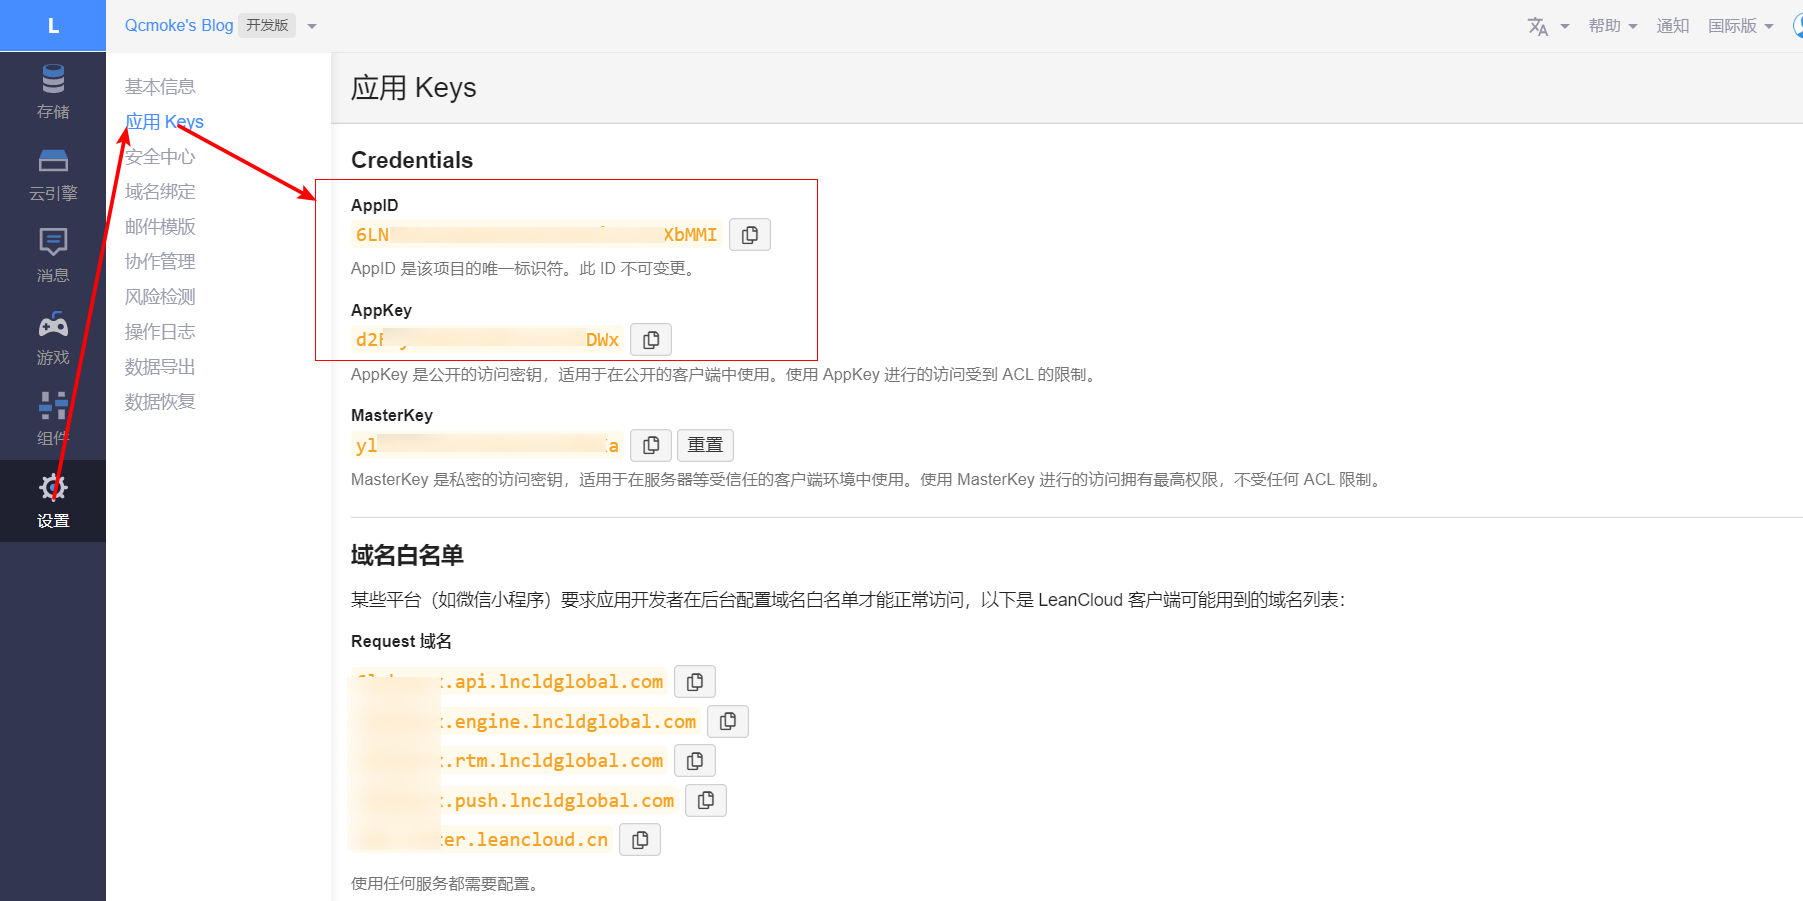 L
Qcmoke's Blog 开发版
帮助
通知
国际版
存储
云引擎
消息
游戏
组件
设置
基本信息
应用 Keys
安全中心
域名绑定
邮件模版
协作管理
风险检测
操作日志
数据导出
数据恢复
应用 Keys
Credentials
AppID
6LN XbMMI
AppID 是该项目的唯一标识符。此 ID 不可变更。
AppKey
DWx
AppKey 是公开的访问密钥，适用于在公开的客户端中使用。使用 AppKey 进行的访问受到 ACL 的限制。
MasterKey
yl a
重置
MasterKey 是私密的访问密钥，适用于在服务器等受信任的客户端环境中使用。使用 MasterKey 进行的访问拥有最高权限，不受任何 ACL 限制。
域名白名单
某些平台（如微信小程序）要求应用开发者在后台配置域名白名单才能正常访问，以下是 LeanCloud 客户端可能用到的域名列表：
Request 域名
.api.lncldglobal.com
.engine.lncldglobal.com
.rtm.lncldglobal.com
.push.lncldglobal.com
er.leancloud.cn
使用任何服务都需要配置。